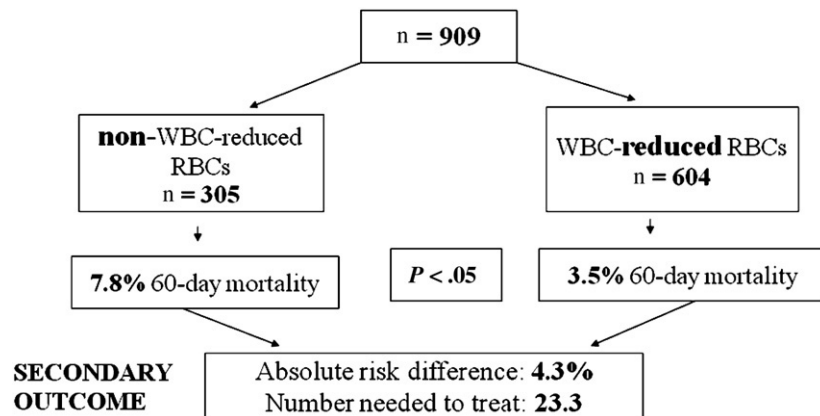 n = 909
non-WBC-reduced
RBCs
n = 305
WBC-reduced RBCs
n = 604
7.8% 60-day mortality
P < .05
3.5% 60-day mortality
SECONDARY
OUTCOME
Absolute risk difference: 4.3%
Number needed to treat: 23.3